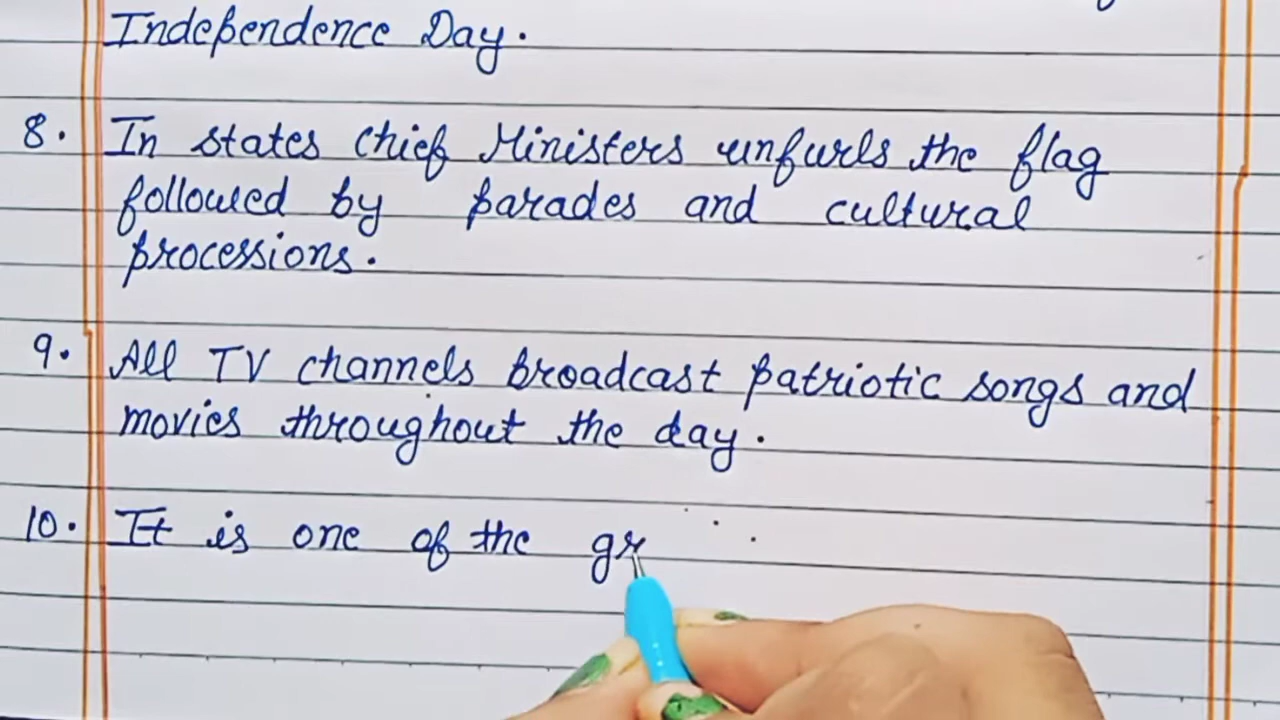 Independence Day.
8. In states chief Ministers unfurls the flag
followed by parades and cultural
processions.
9. All TV channels broadcast patriotic songs and
movies throughout the day.
10. It is one of the gr